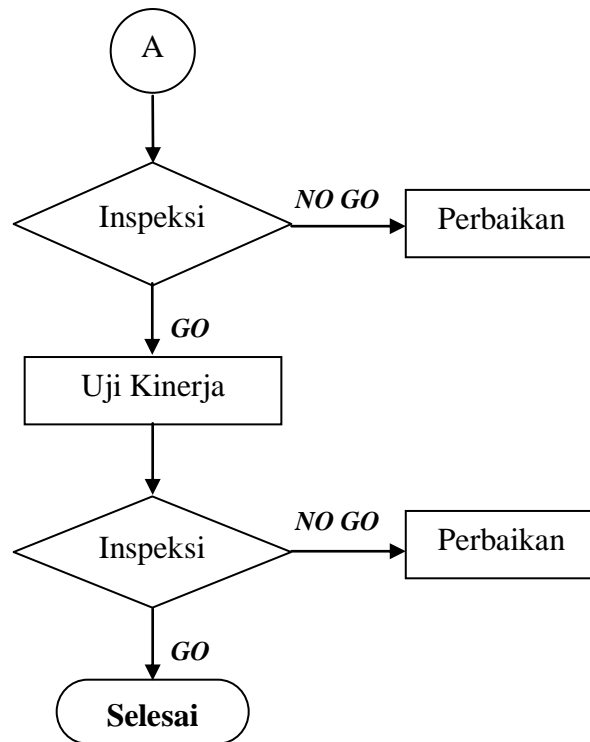 A
Inspeksi
NO GO
Perbaikan
GO
Uji Kinerja
Inspeksi
NO GO
Perbaikan
GO
Selesai